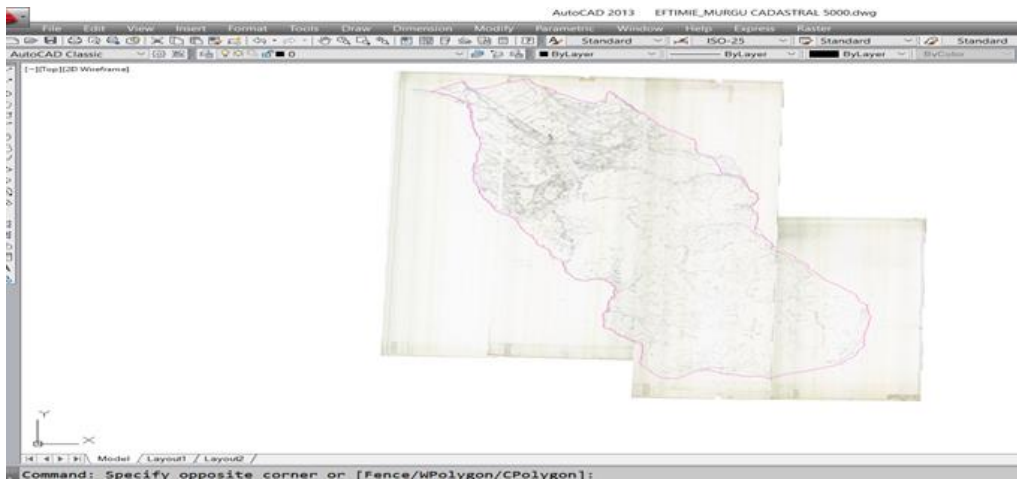 AutoCAD 2013 EFTIMIE_MURGU CADASTRAL 5000.dwg
File Edit View Insert Format Tools Draw Dimension Modify Parametric Window Help Express Raster
Standard ISO-25 Standard Standard
AutoCAD Classic 0 ByLayer ByLayer ByLayer ByColor
[-][Top][2D Wireframe]
Y
X
Model / Layout1 / Layout2 /
Command: Specify opposite corner or [Fence/WPolygon/CPolygon]: